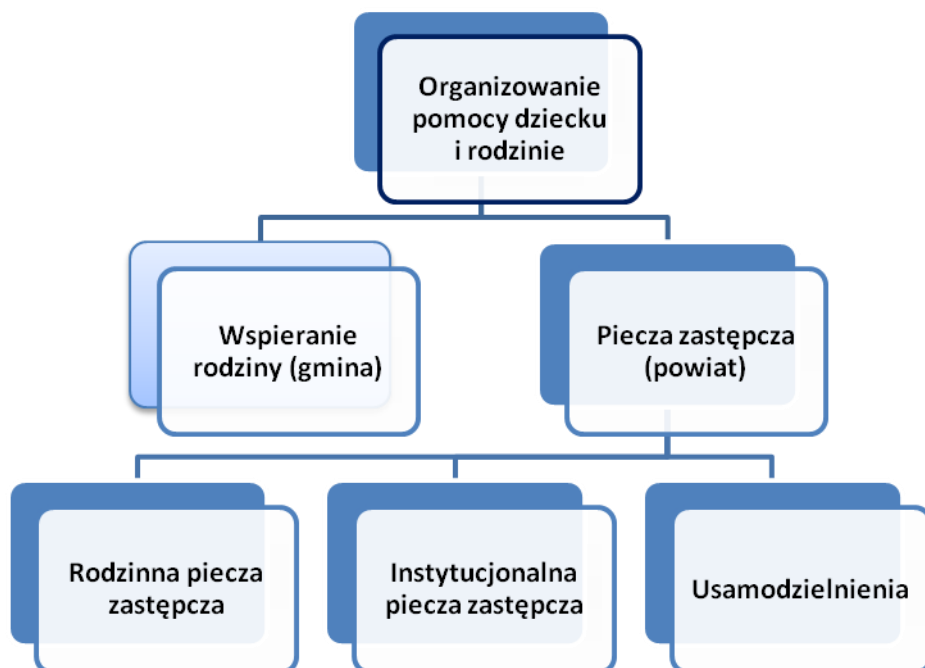 Organizowanie
pomocy dziecku
i rodzinie
Wspieranie
rodziny (gmina)
Piecza zastępcza
(powiat)
Rodzinna piecza
zastępcza
Instytucjonalna
piecza zastępcza
Usamodzielnienia